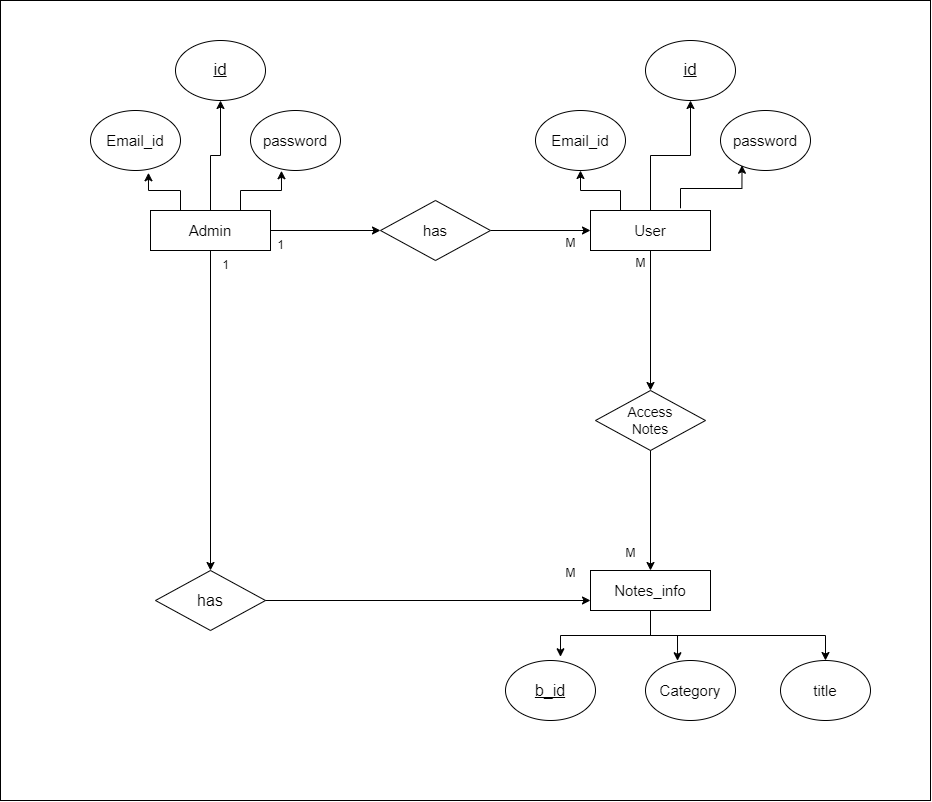 id
id
Email_id
password
Email_id
password
Admin
has
User
1
M
1
M
Access
Notes
M
M
has
Notes_info
b_id
Category
title